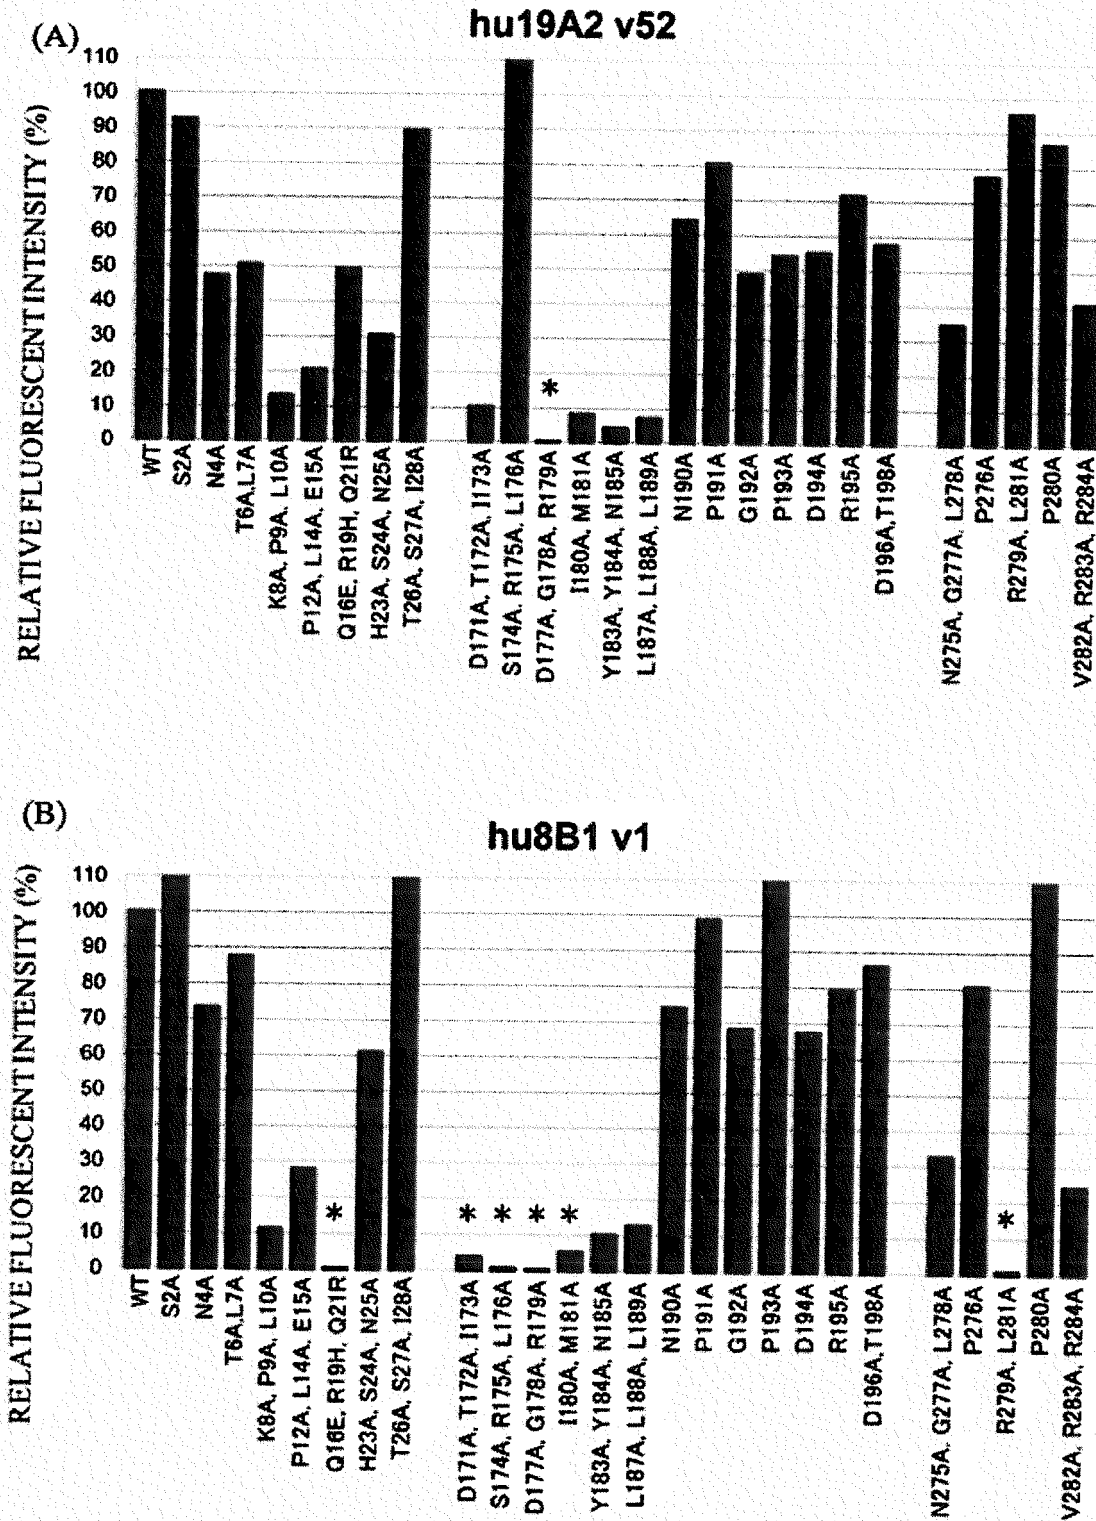 (A)
hu19A2 v52
RELATIVE FLUORESCENT INTENSITY (%)
110
100
90
80
70
60
50
40
30
20
10
0
*
WT
S2A
N4A
T6A,L7A
K8A, P9A, L10A
P12A, L14A, E15A
Q16E, R19H, Q21R
H23A, S24A, N25A
T26A, S27A, I28A
D171A, T172A, I173A
S174A, R175A, L176A
D177A, G178A, R179A
I180A, M181A
Y183A, Y184A, N185A
L187A, L188A, L189A
N190A
P191A
G192A
P193A
D194A
R195A
D196A,T198A
N275A, G277A, L278A
P276A
R279A, L281A
P280A
V282A, R283A, R284A
(B)
hu8B1 v1
RELATIVE FLUORESCENT INTENSITY (%)
110
100
90
80
70
60
50
40
30
20
10
0
* * * * * *
WT
S2A
N4A
T6A,L7A
K8A, P9A, L10A
P12A, L14A, E15A
Q16E, R19H, Q21R
H23A, S24A, N25A
T26A, S27A, I28A
D171A, T172A, I173A
S174A, R175A, L176A
D177A, G178A, R179A
I180A, M181A
Y183A, Y184A, N185A
L187A, L188A, L189A
N190A
P191A
G192A
P193A
D194A
R195A
D196A,T198A
N275A, G277A, L278A
P276A
R279A, L281A
P280A
V282A, R283A, R284A